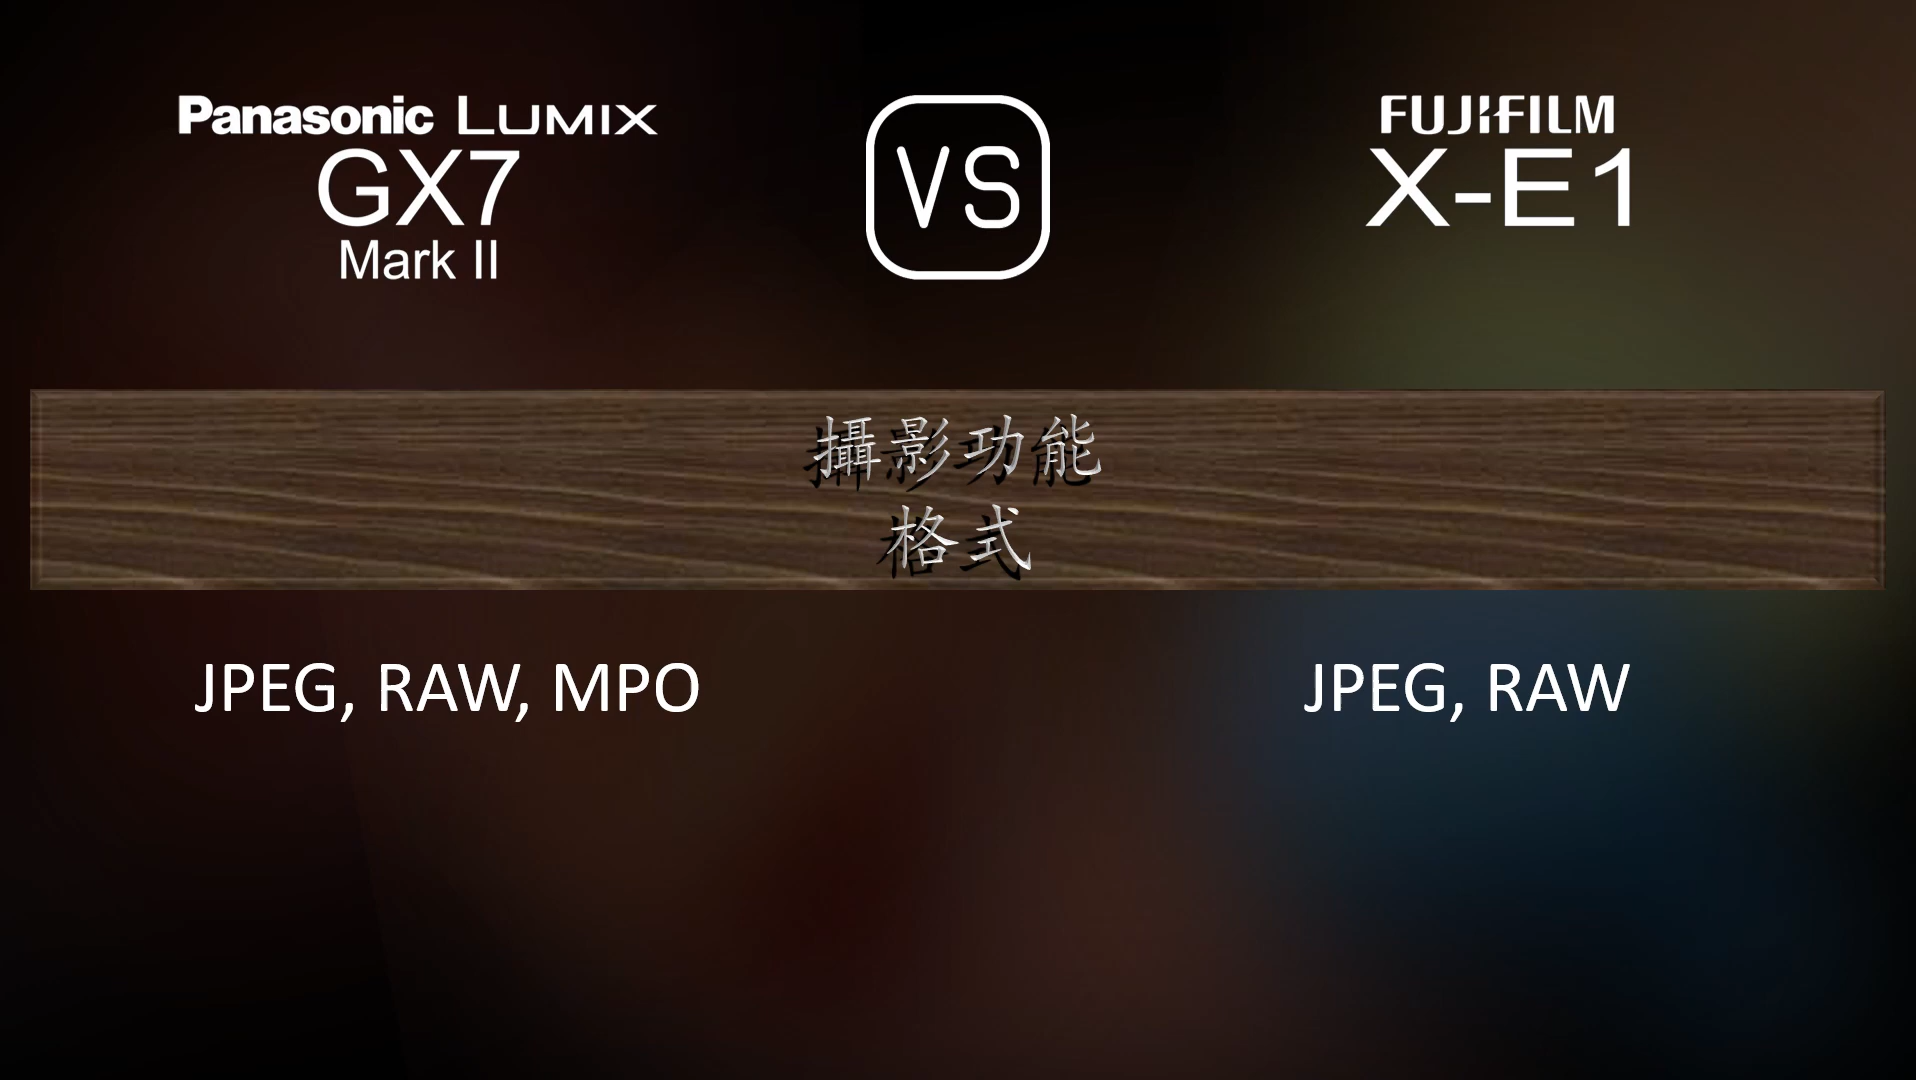 Panasonic LUMIX
GX7
Mark II
VS
FUJIFILM
X-E1
攝影功能
格式
JPEG, RAW, MPO
JPEG, RAW